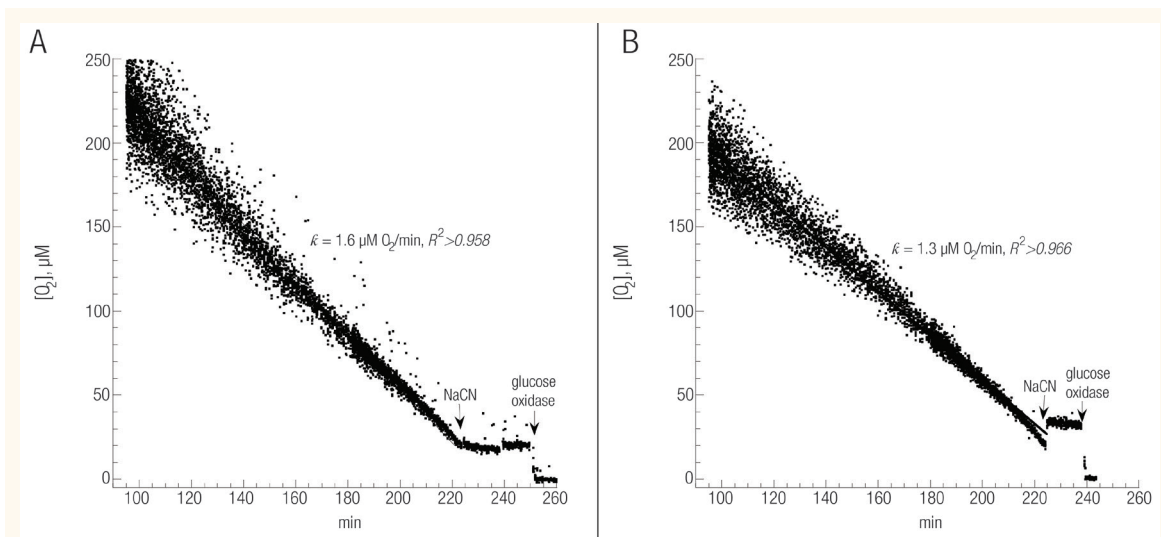 A
250
200
150
100
50
0
[O₂], µM
κ̂ = 1.6 µM O₂/min, R²>0.958
NaCN
glucose
oxidase
100 120 140 160 180 200 220 240 260
min
B
250
200
150
100
50
0
[O₂], µM
κ̂ = 1.3 µM O₂/min, R²>0.966
NaCN
glucose
oxidase
100 120 140 160 180 200 220 240 260
min